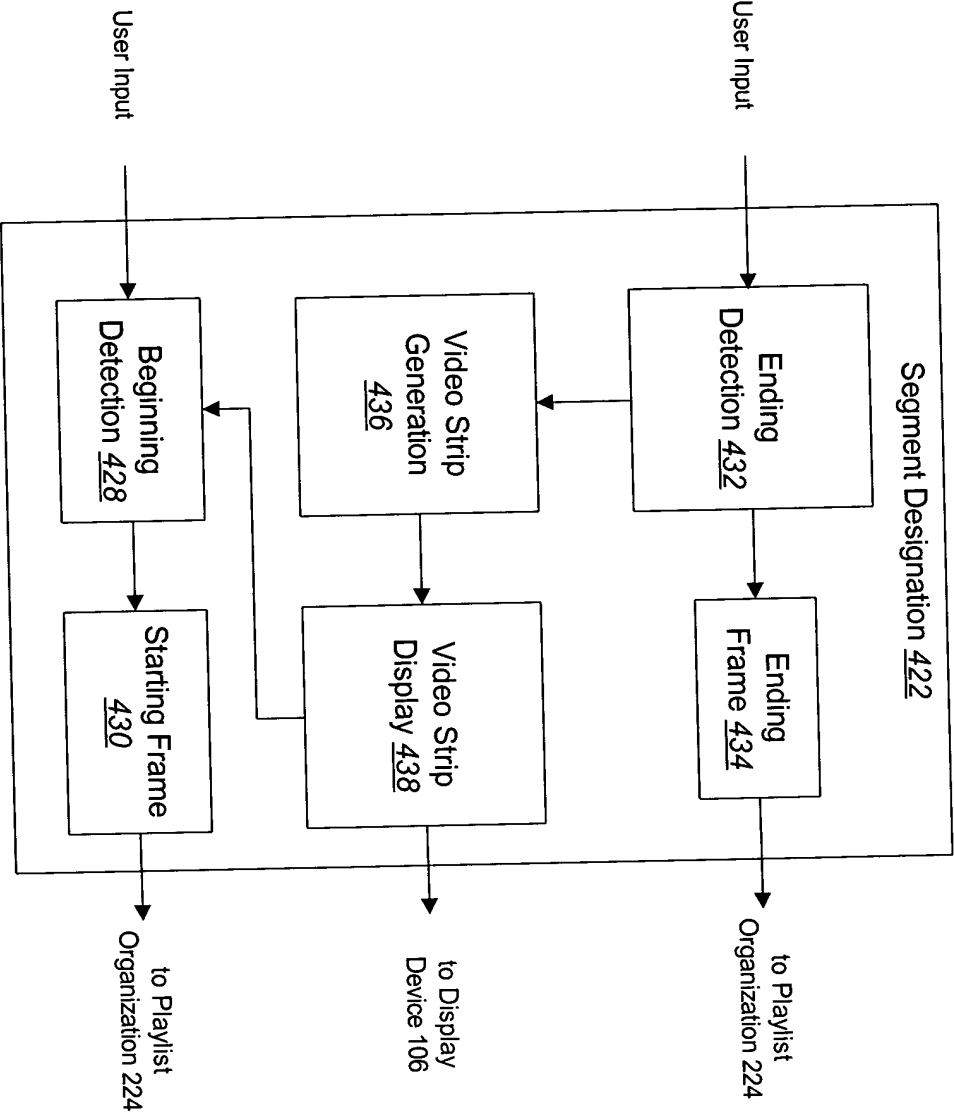 Segment Designation 422
User Input
Ending
Detection 432
Ending
Frame 434
to Playlist
Organization 224
Video Strip
Generation
436
Video Strip
Display 438
to Display
Device 106
User Input
Beginning
Detection 428
Starting Frame
430
to Playlist
Organization 224